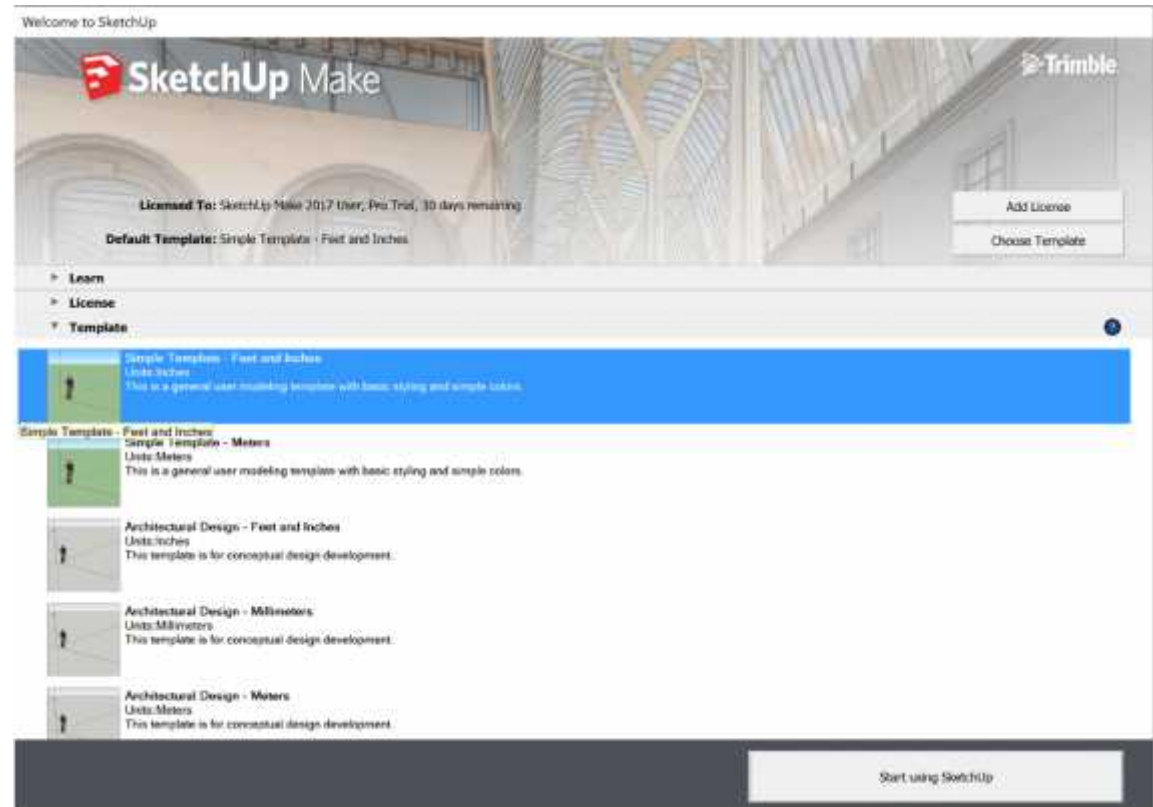 Welcome to SketchUp
SketchUp Make
Trimble
Licensed To: SketchUp Make 2017 User, Pro Trial, 30 days remaining
Add License
Default Template: Simple Template - Feet and Inches
Choose Template
Learn
License
Template
?
Simple Template - Feet and Inches
Units:Inches
This is a general user modeling template with basic styling and simple colors.
Simple Template - Feet and Inches
Simple Template - Meters
Units:Meters
This is a general user modeling template with basic styling and simple colors.
Architectural Design - Feet and Inches
Units:Inches
This template is for conceptual design development.
Architectural Design - Millimeters
Units:Millimeters
This template is for conceptual design development.
Architectural Design - Meters
Units:Meters
This template is for conceptual design development.
Start using SketchUp